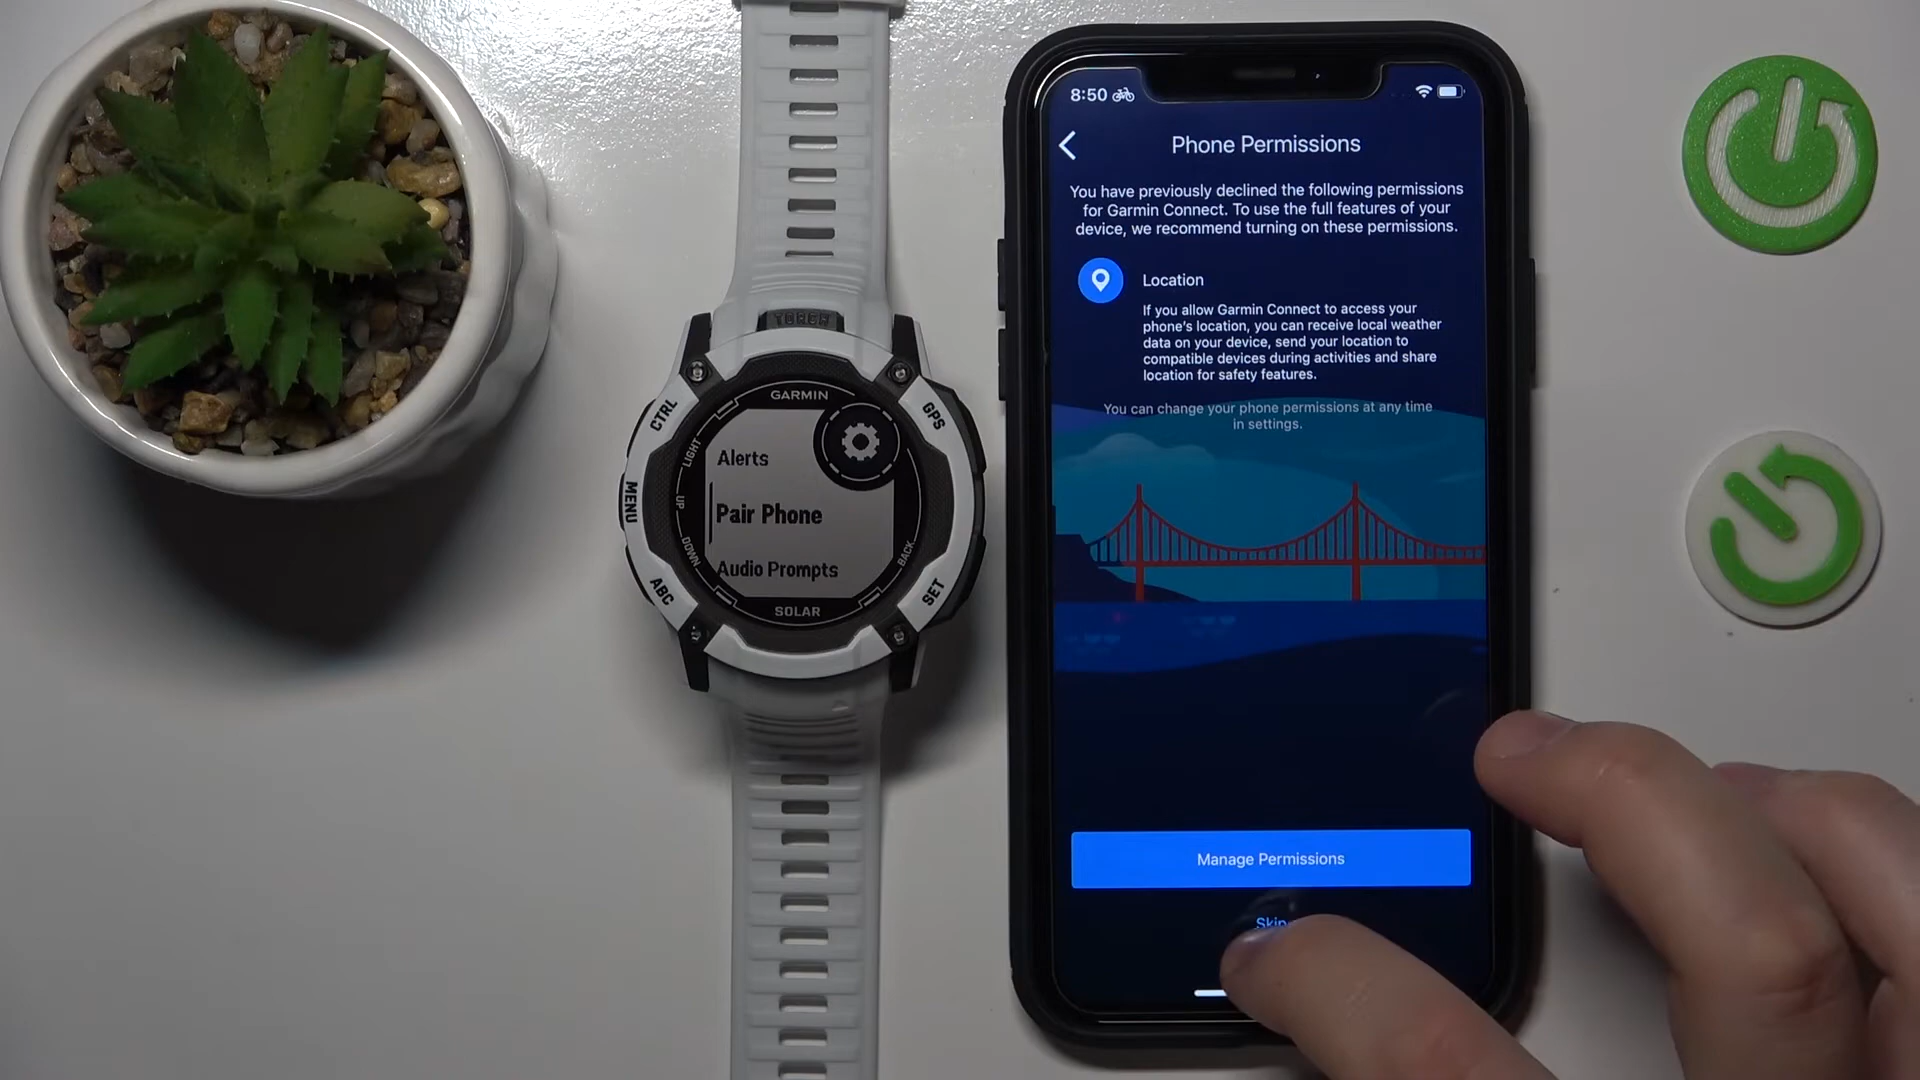 8:50
Phone Permissions
You have previously declined the following permissions
for Garmin Connect. To use the full features of your
device, we recommend turning on these permissions.
Location
If you allow Garmin Connect to access your
phone's location, you can receive local weather
data on your device, send your location to
compatible devices during activities and share
location for safety features.
You can change your phone permissions at any time
in settings.
Manage Permissions
Skip
TORCH
GARMIN
CTRL
GPS
LIGHT
MENU
UP
DOWN
BACK
ABC
SET
SOLAR
Alerts
Pair Phone
Audio Prompts